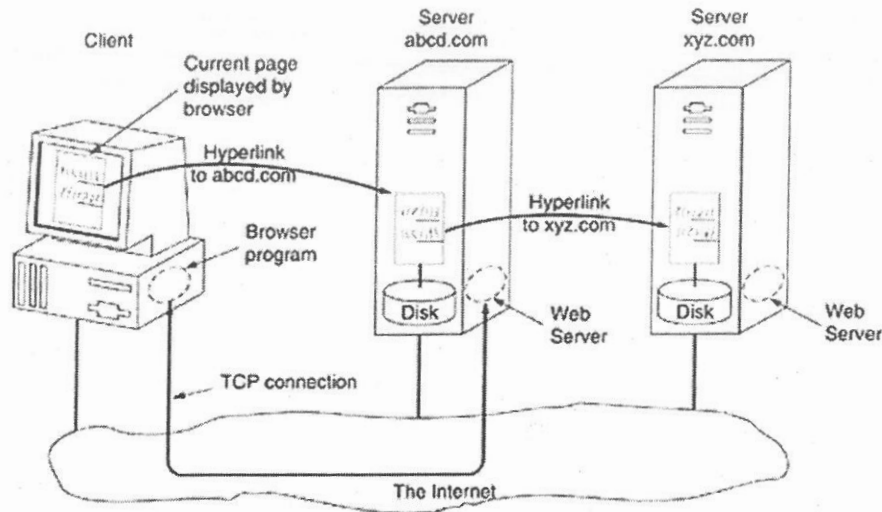 Client
Server
abcd.com
Server
xyz.com
Current page
displayed by
browser
Hyperlink
to abcd.com
Hyperlink
to xyz.com
Browser
program
Disk
Web
Server
Disk
Web
Server
TCP connection
The Internet